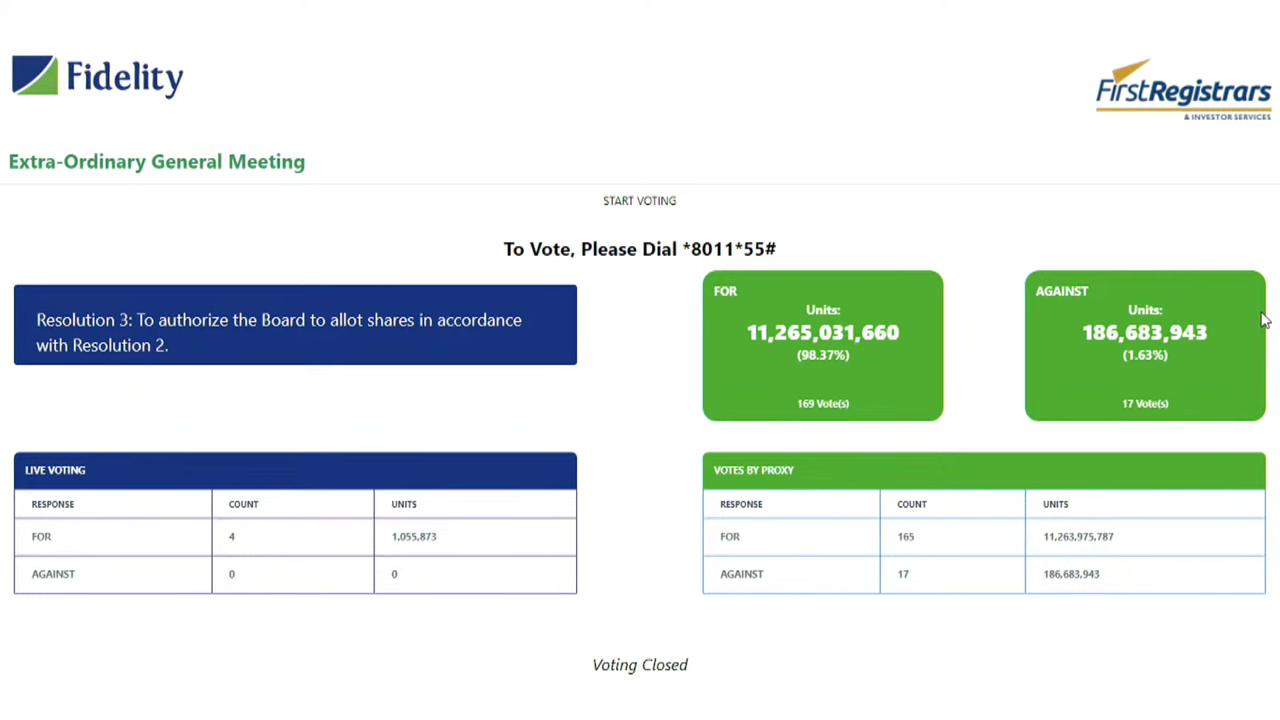 Fidelity
FirstRegistrars
& INVESTOR SERVICES
Extra-Ordinary General Meeting
START VOTING
To Vote, Please Dial *8011*55#
Resolution 3: To authorize the Board to allot shares in accordance
with Resolution 2.
FOR
Units:
11,265,031,660
(98.37%)
169 Vote(s)
AGAINST
Units:
186,683,943
(1.63%)
17 Vote(s)
LIVE VOTING
RESPONSE COUNT UNITS
FOR 4 1,055,873
AGAINST 0 0
VOTES BY PROXY
RESPONSE COUNT UNITS
FOR 165 11,263,975,787
AGAINST 17 186,683,943
Voting Closed